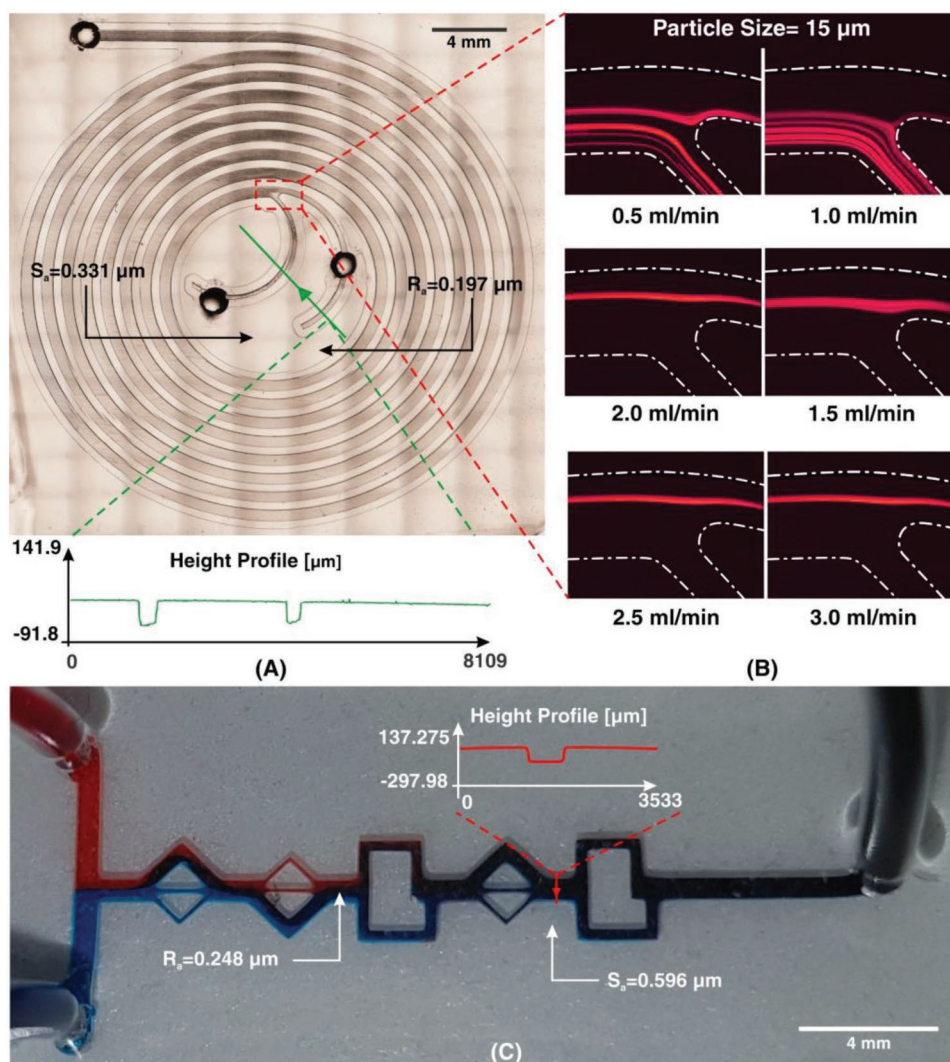 4 mm
Sa=0.331 µm
Ra=0.197 µm
Height Profile [µm]
141.9
-91.8
0
8109
(A)
Particle Size= 15 µm
0.5 ml/min
1.0 ml/min
2.0 ml/min
1.5 ml/min
2.5 ml/min
3.0 ml/min
(B)
Height Profile [µm]
137.275
-297.98
0
3533
Ra=0.248 µm
Sa=0.596 µm
4 mm
(C)